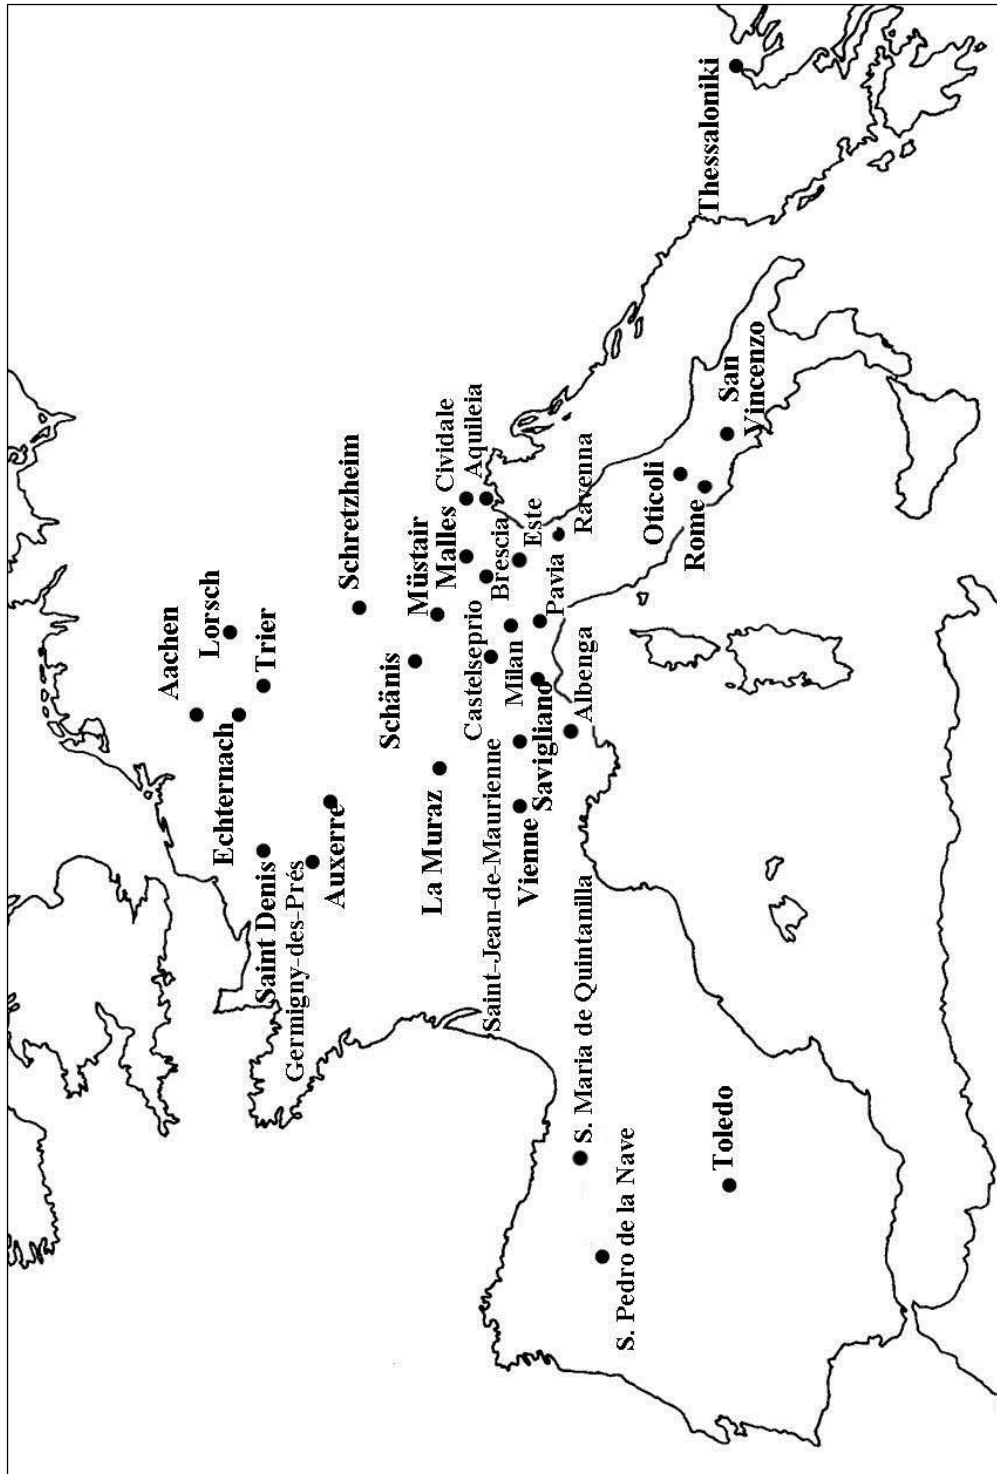 Aachen
Lorsch
Echternach
Trier
Saint Denis
Germigny-des-Prés
Auxerre
Schretzheim
Schänis
Müstair
La Muraz
Malles
Cividale
Aquileia
Castelseprio
Brescia
Saint-Jean-de-Maurienne
Milan
Este
Vienne
Savigliano
Pavia
Ravenna
Albenga
S. Maria de Quintanilla
S. Pedro de la Nave
Oticoli
Rome
San
Vincenzo
Toledo
Thessaloniki